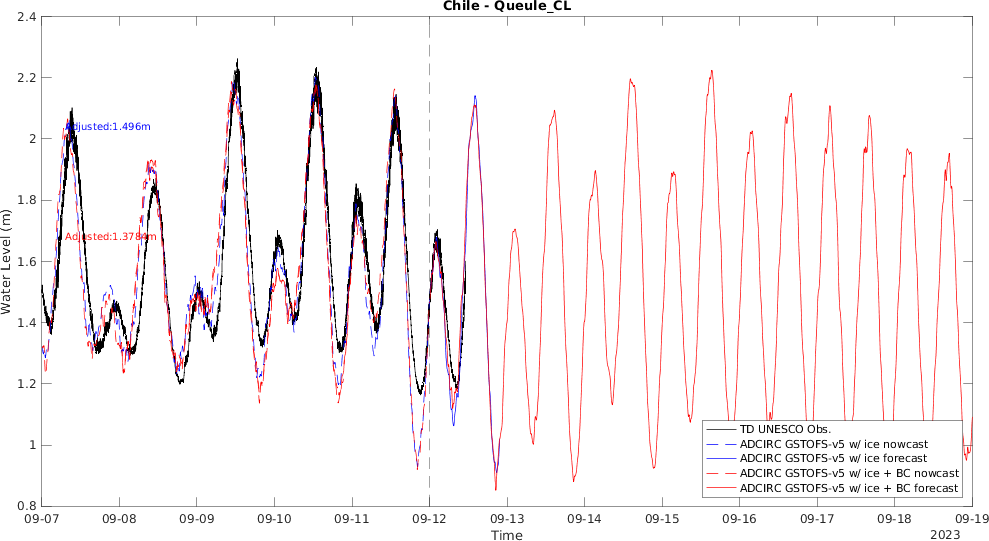 Chile - Queule_CL
2.4
2.2
2
1.8
1.6
1.4
1.2
1
0.8
Water Level (m)
Adjusted:1.496m
Adjusted:1.3784m
TD UNESCO Obs.
ADCIRC GSTOFS-v5 w/ ice nowcast
ADCIRC GSTOFS-v5 w/ ice forecast
ADCIRC GSTOFS-v5 w/ ice + BC nowcast
ADCIRC GSTOFS-v5 w/ ice + BC forecast
09-07 09-08 09-09 09-10 09-11 09-12 09-13 09-14 09-15 09-16 09-17 09-18 09-19
Time
2023